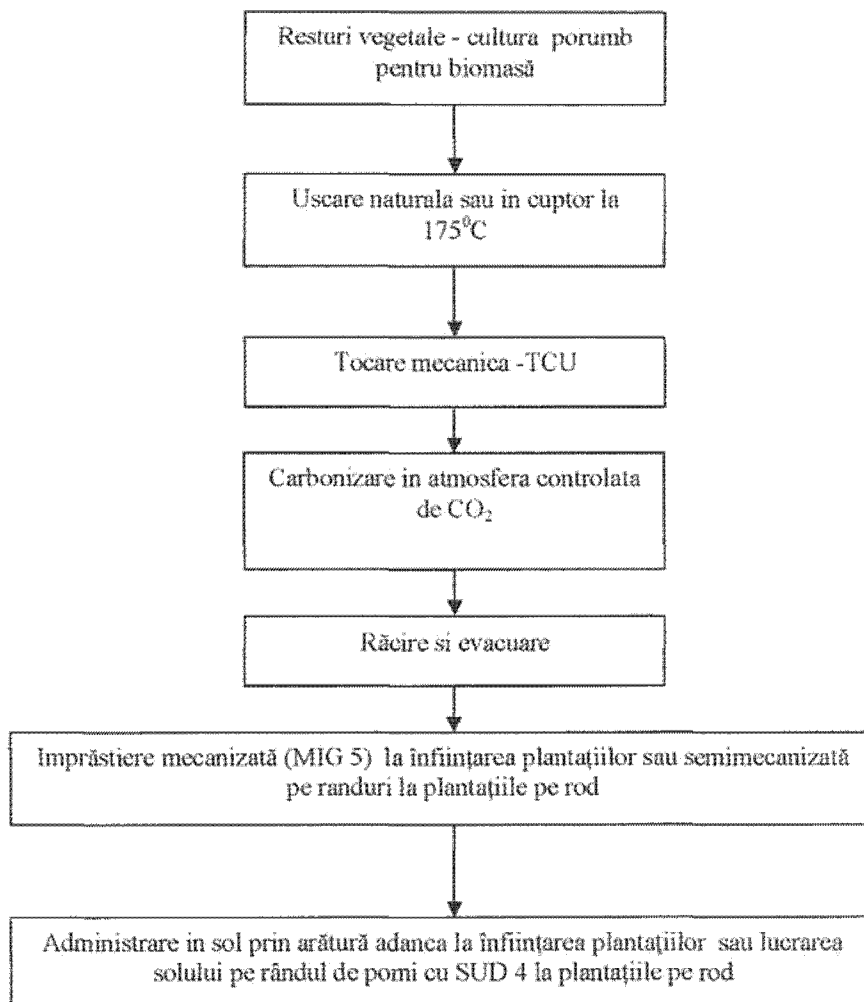 Resturi vegetale - cultura porumb
pentru biomasă
Uscare naturala sau in cuptor la
175⁰C
Tocare mecanica -TCU
Carbonizare in atmosfera controlata
de CO₂
Răcire si evacuare
Imprăstiere mecanizată (MIG 5) la înființarea plantațiilor sau semimecanizată
pe randuri la plantațiile pe rod
Administrare in sol prin arătură adanca la înființarea plantațiilor sau lucrarea
solului pe rândul de pomi cu SUD 4 la plantațiile pe rod